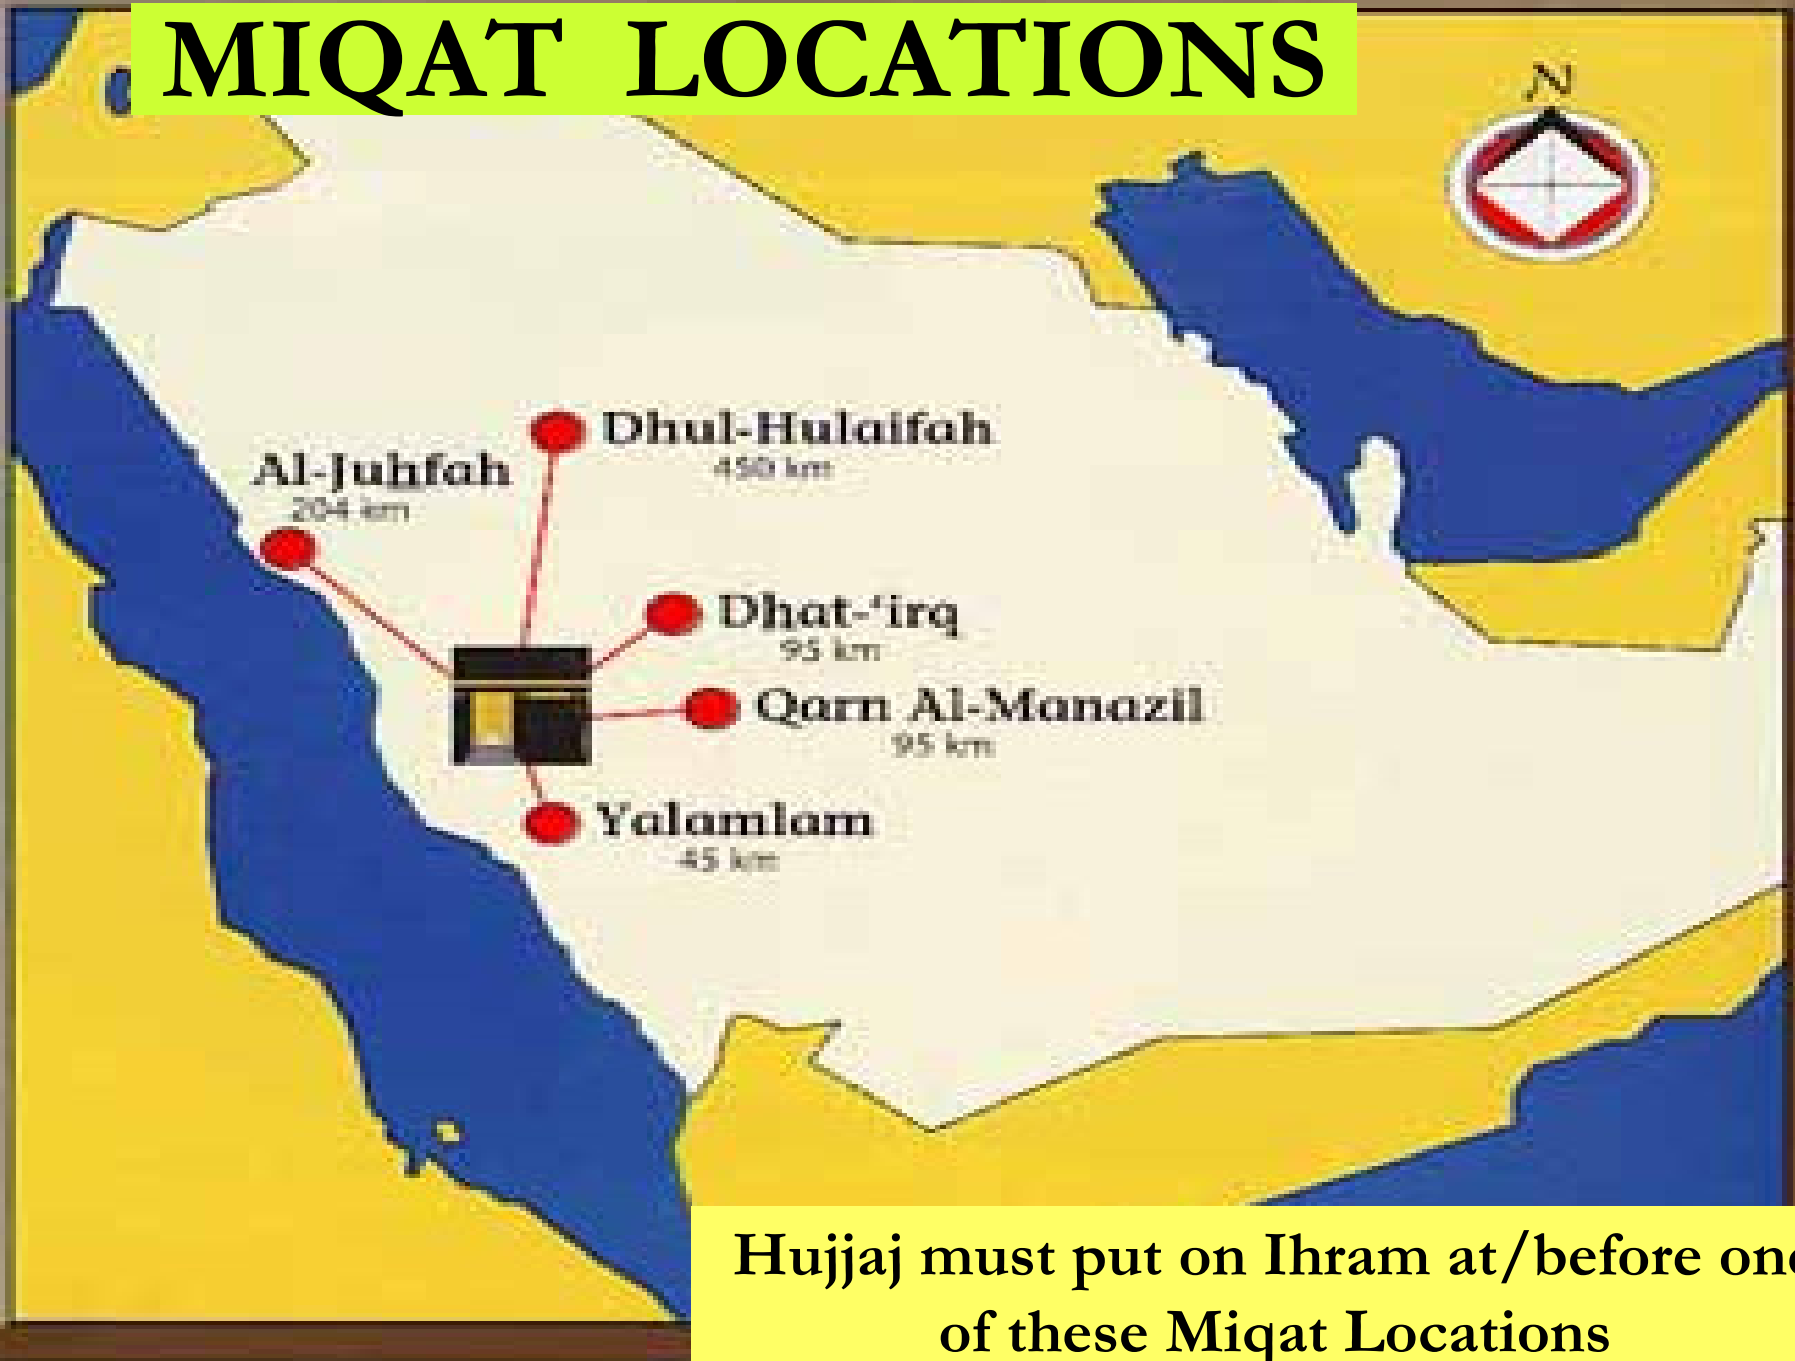 MIQAT LOCATIONS
N
Dhul-Hulaifah
450 km
Al-Juhfah
204 km
Dhat-‘irq
95 km
Qarn Al-Manazil
95 km
Yalamlam
45 km
Hujjaj must put on Ihram at/before one
of these Miqat Locations